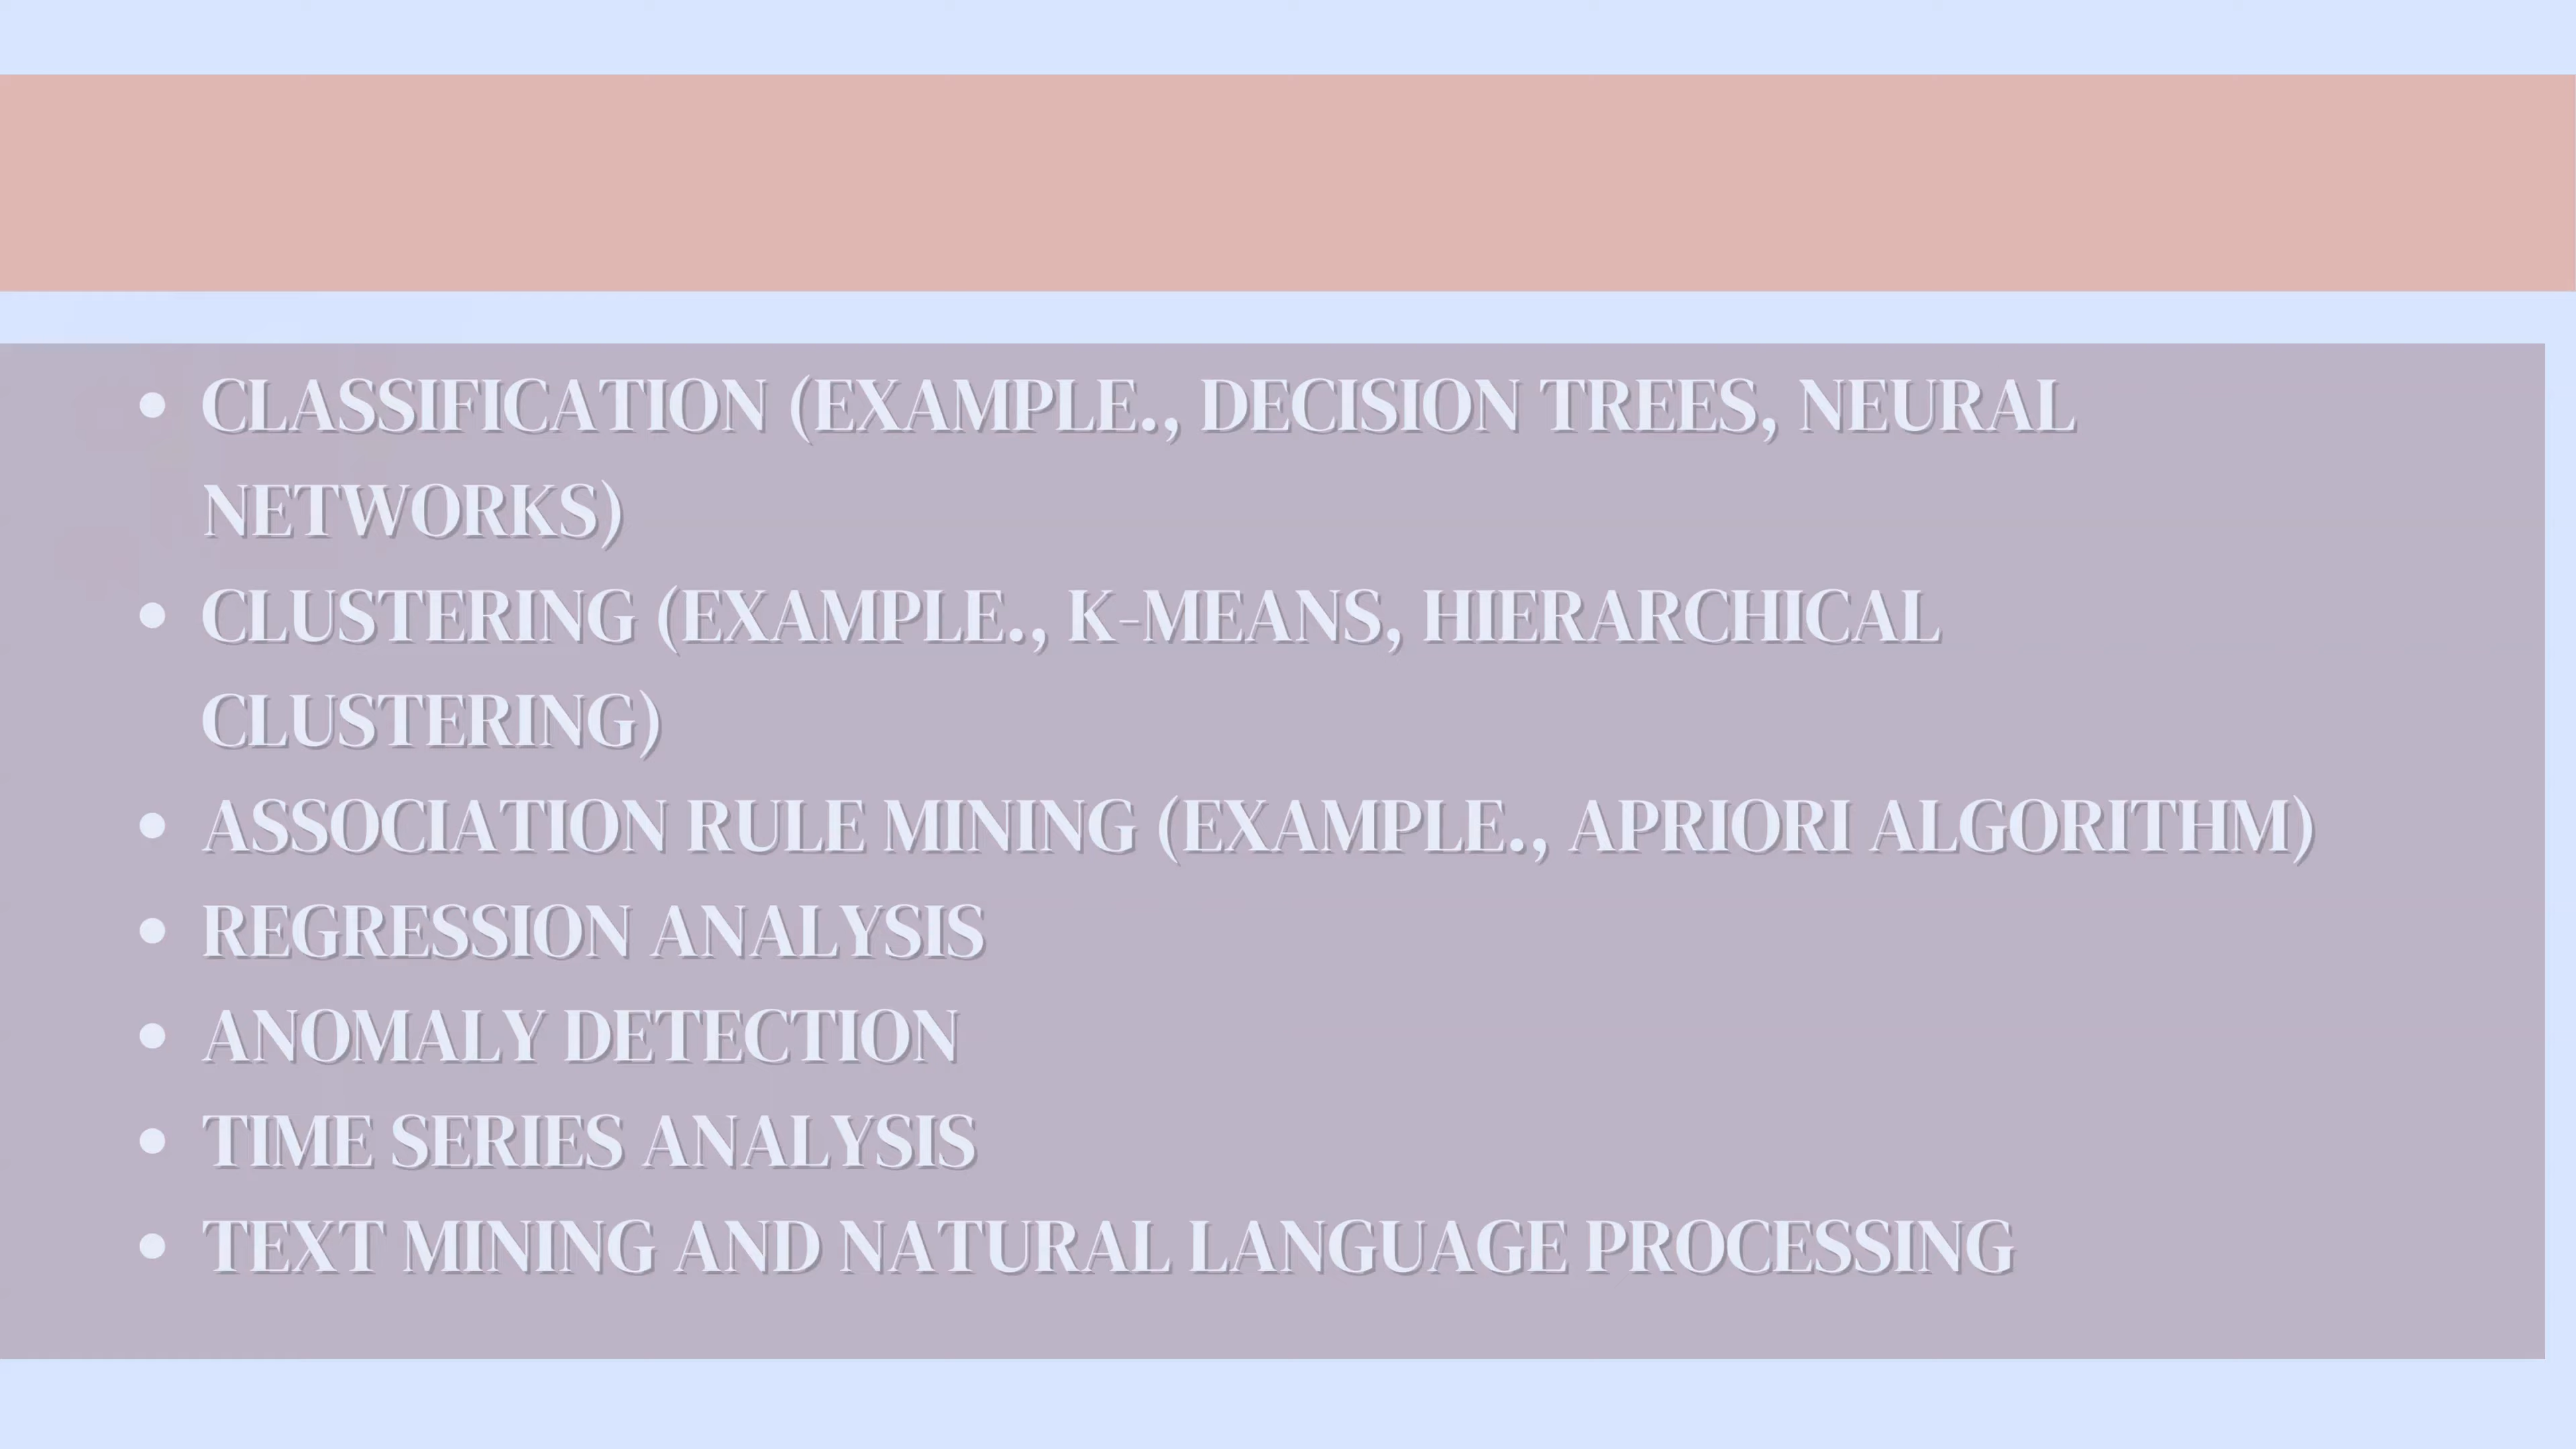 • CLASSIFICATION (EXAMPLE., DECISION TREES, NEURAL
NETWORKS)
• CLUSTERING (EXAMPLE., K-MEANS, HIERARCHICAL
CLUSTERING)
• ASSOCIATION RULE MINING (EXAMPLE., APRIORI ALGORITHM)
• REGRESSION ANALYSIS
• ANOMALY DETECTION
• TIME SERIES ANALYSIS
• TEXT MINING AND NATURAL LANGUAGE PROCESSING